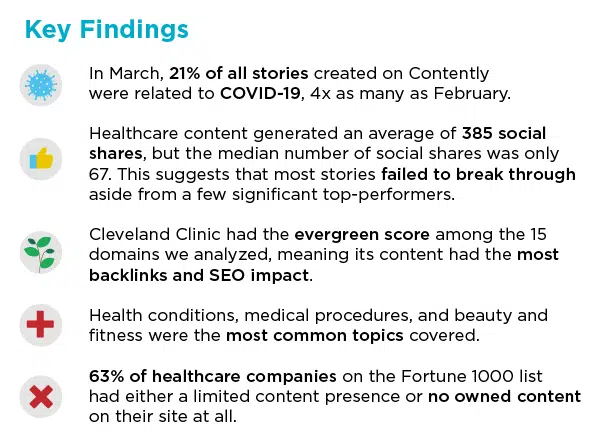 Key Findings
In March, 21% of all stories created on Contently
were related to COVID-19, 4x as many as February.
Healthcare content generated an average of 385 social
shares, but the median number of social shares was only
67. This suggests that most stories failed to break through
aside from a few significant top-performers.
Cleveland Clinic had the evergreen score among the 15
domains we analyzed, meaning its content had the most
backlinks and SEO impact.
Health conditions, medical procedures, and beauty and
fitness were the most common topics covered.
63% of healthcare companies on the Fortune 1000 list
had either a limited content presence or no owned content
on their site at all.